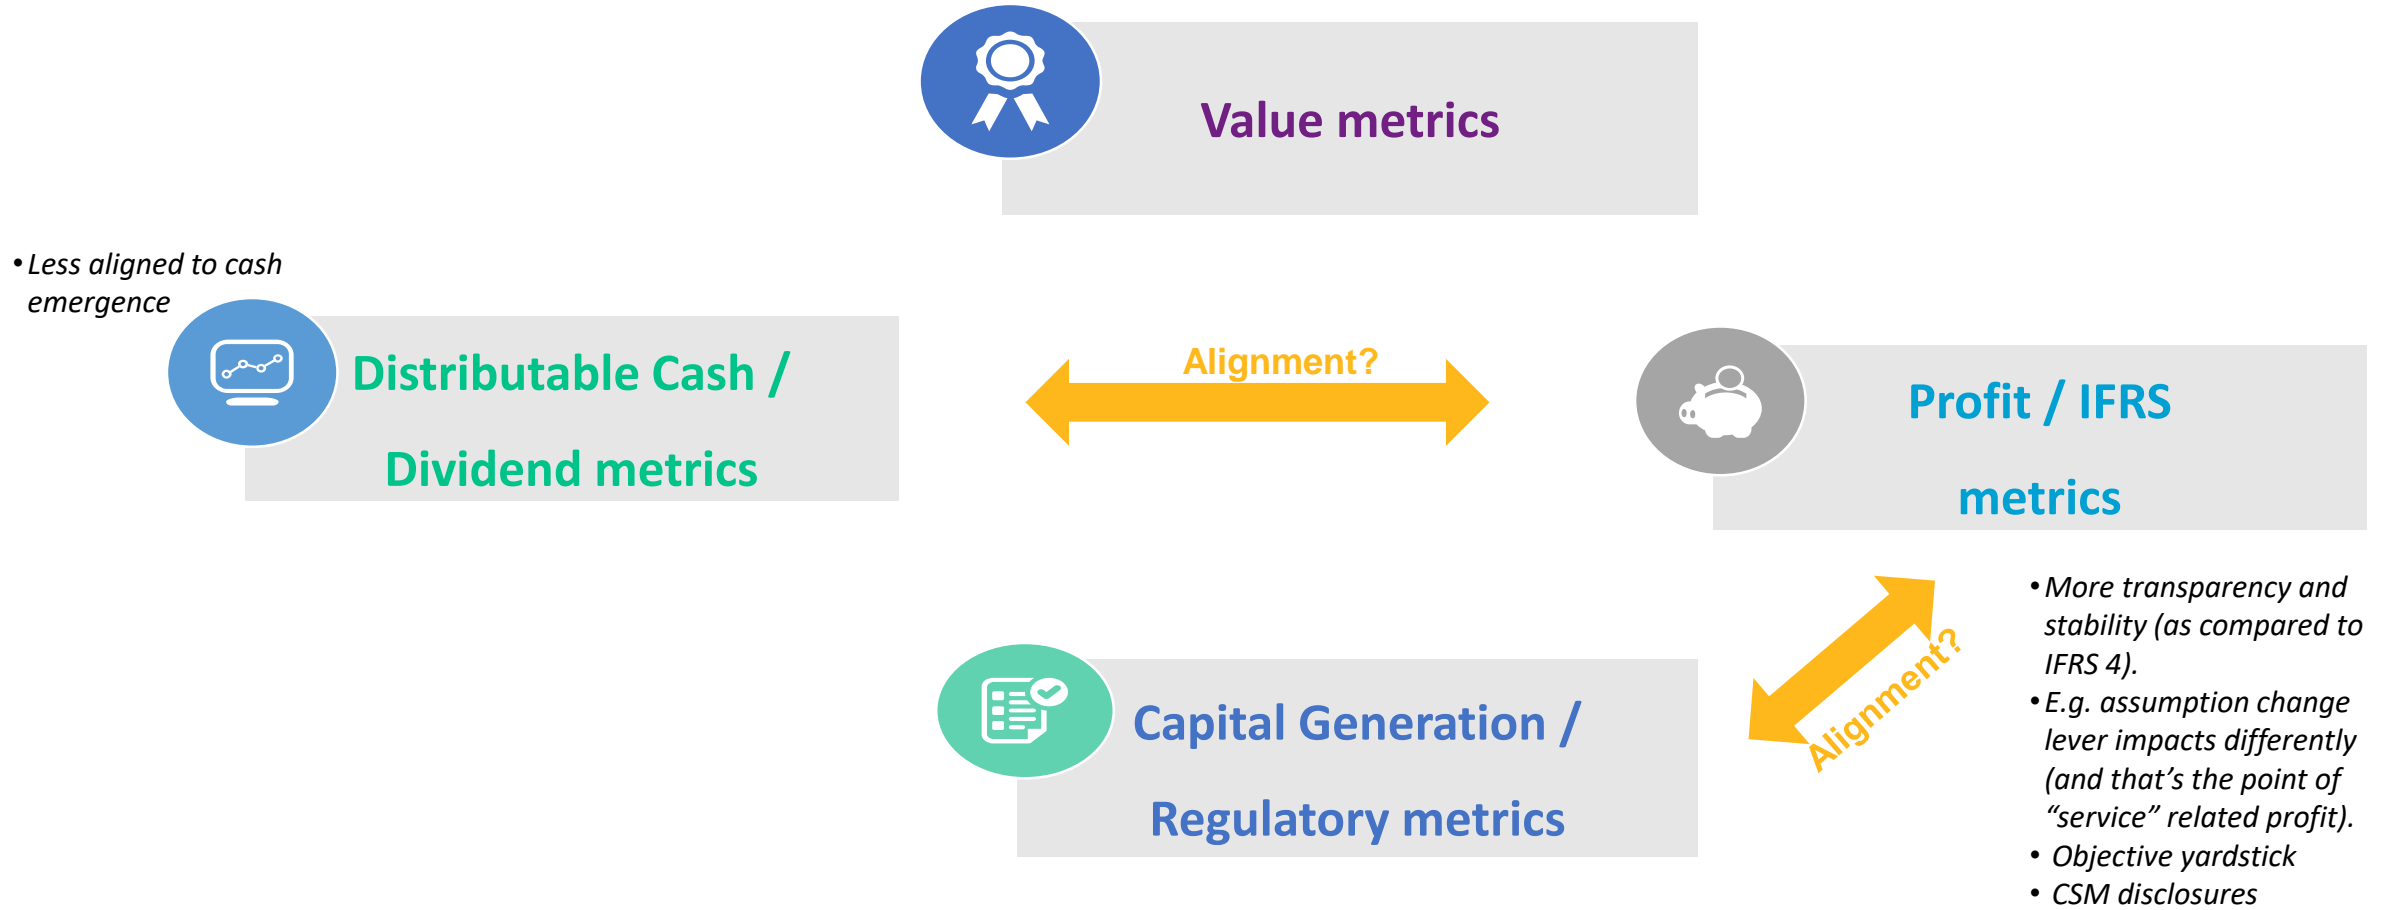 Value metrics
• Less aligned to cash
emergence
Distributable Cash /
Dividend metrics
Alignment?
Profit / IFRS
metrics
Capital Generation /
Regulatory metrics
Alignment?
• More transparency and
stability (as compared to
IFRS 4).
• E.g. assumption change
lever impacts differently
(and that’s the point of
“service” related profit).
• Objective yardstick
• CSM disclosures